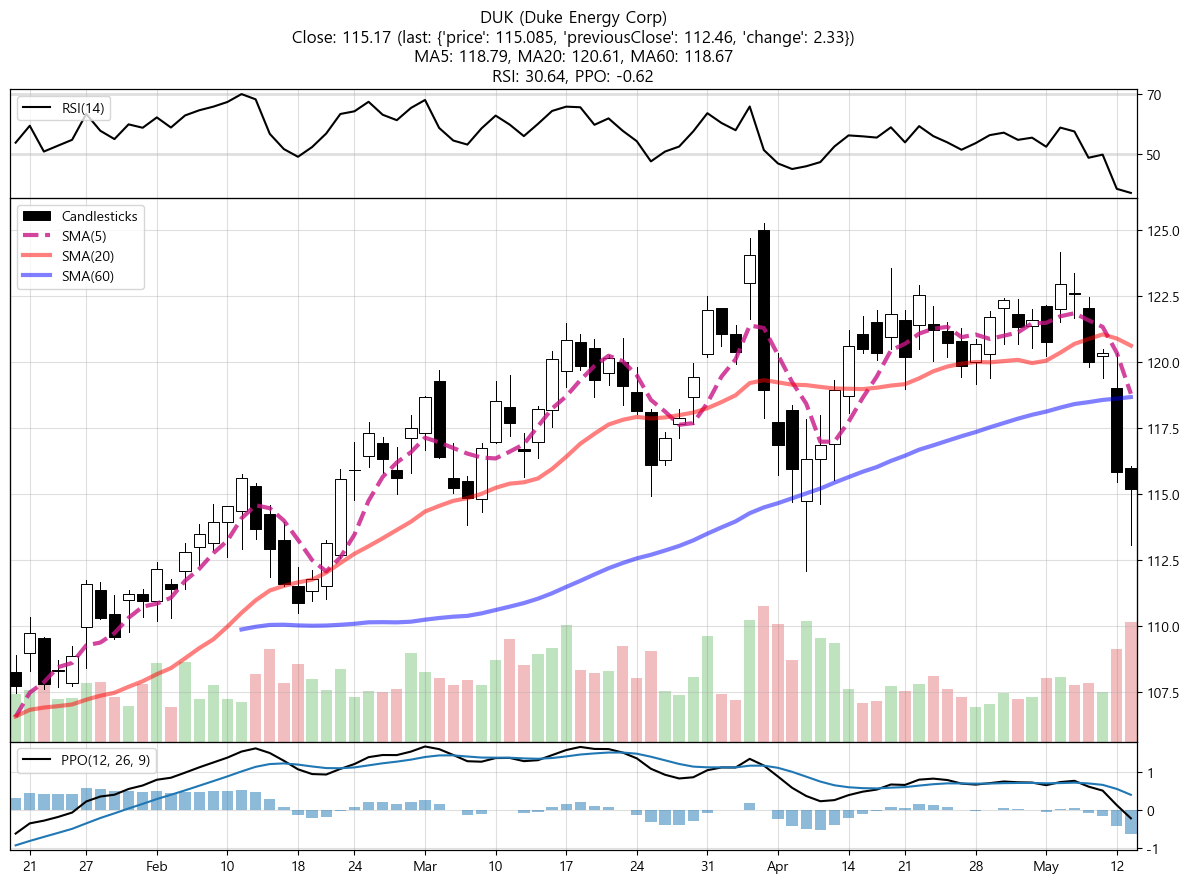 DUK (Duke Energy Corp)
Close: 115.17 (last: {'price': 115.085, 'previousClose': 112.46, 'change': 2.33})
MA5: 118.79, MA20: 120.61, MA60: 118.67
RSI: 30.64, PPO: -0.62
RSI(14)
70
50
Candlesticks
SMA(5)
SMA(20)
SMA(60)
125.0
122.5
120.0
117.5
115.0
112.5
110.0
107.5
PPO(12, 26, 9)
1
0
-1
21 27 Feb 10 18 24 Mar 10 17 24 31 Apr 14 21 28 May 12